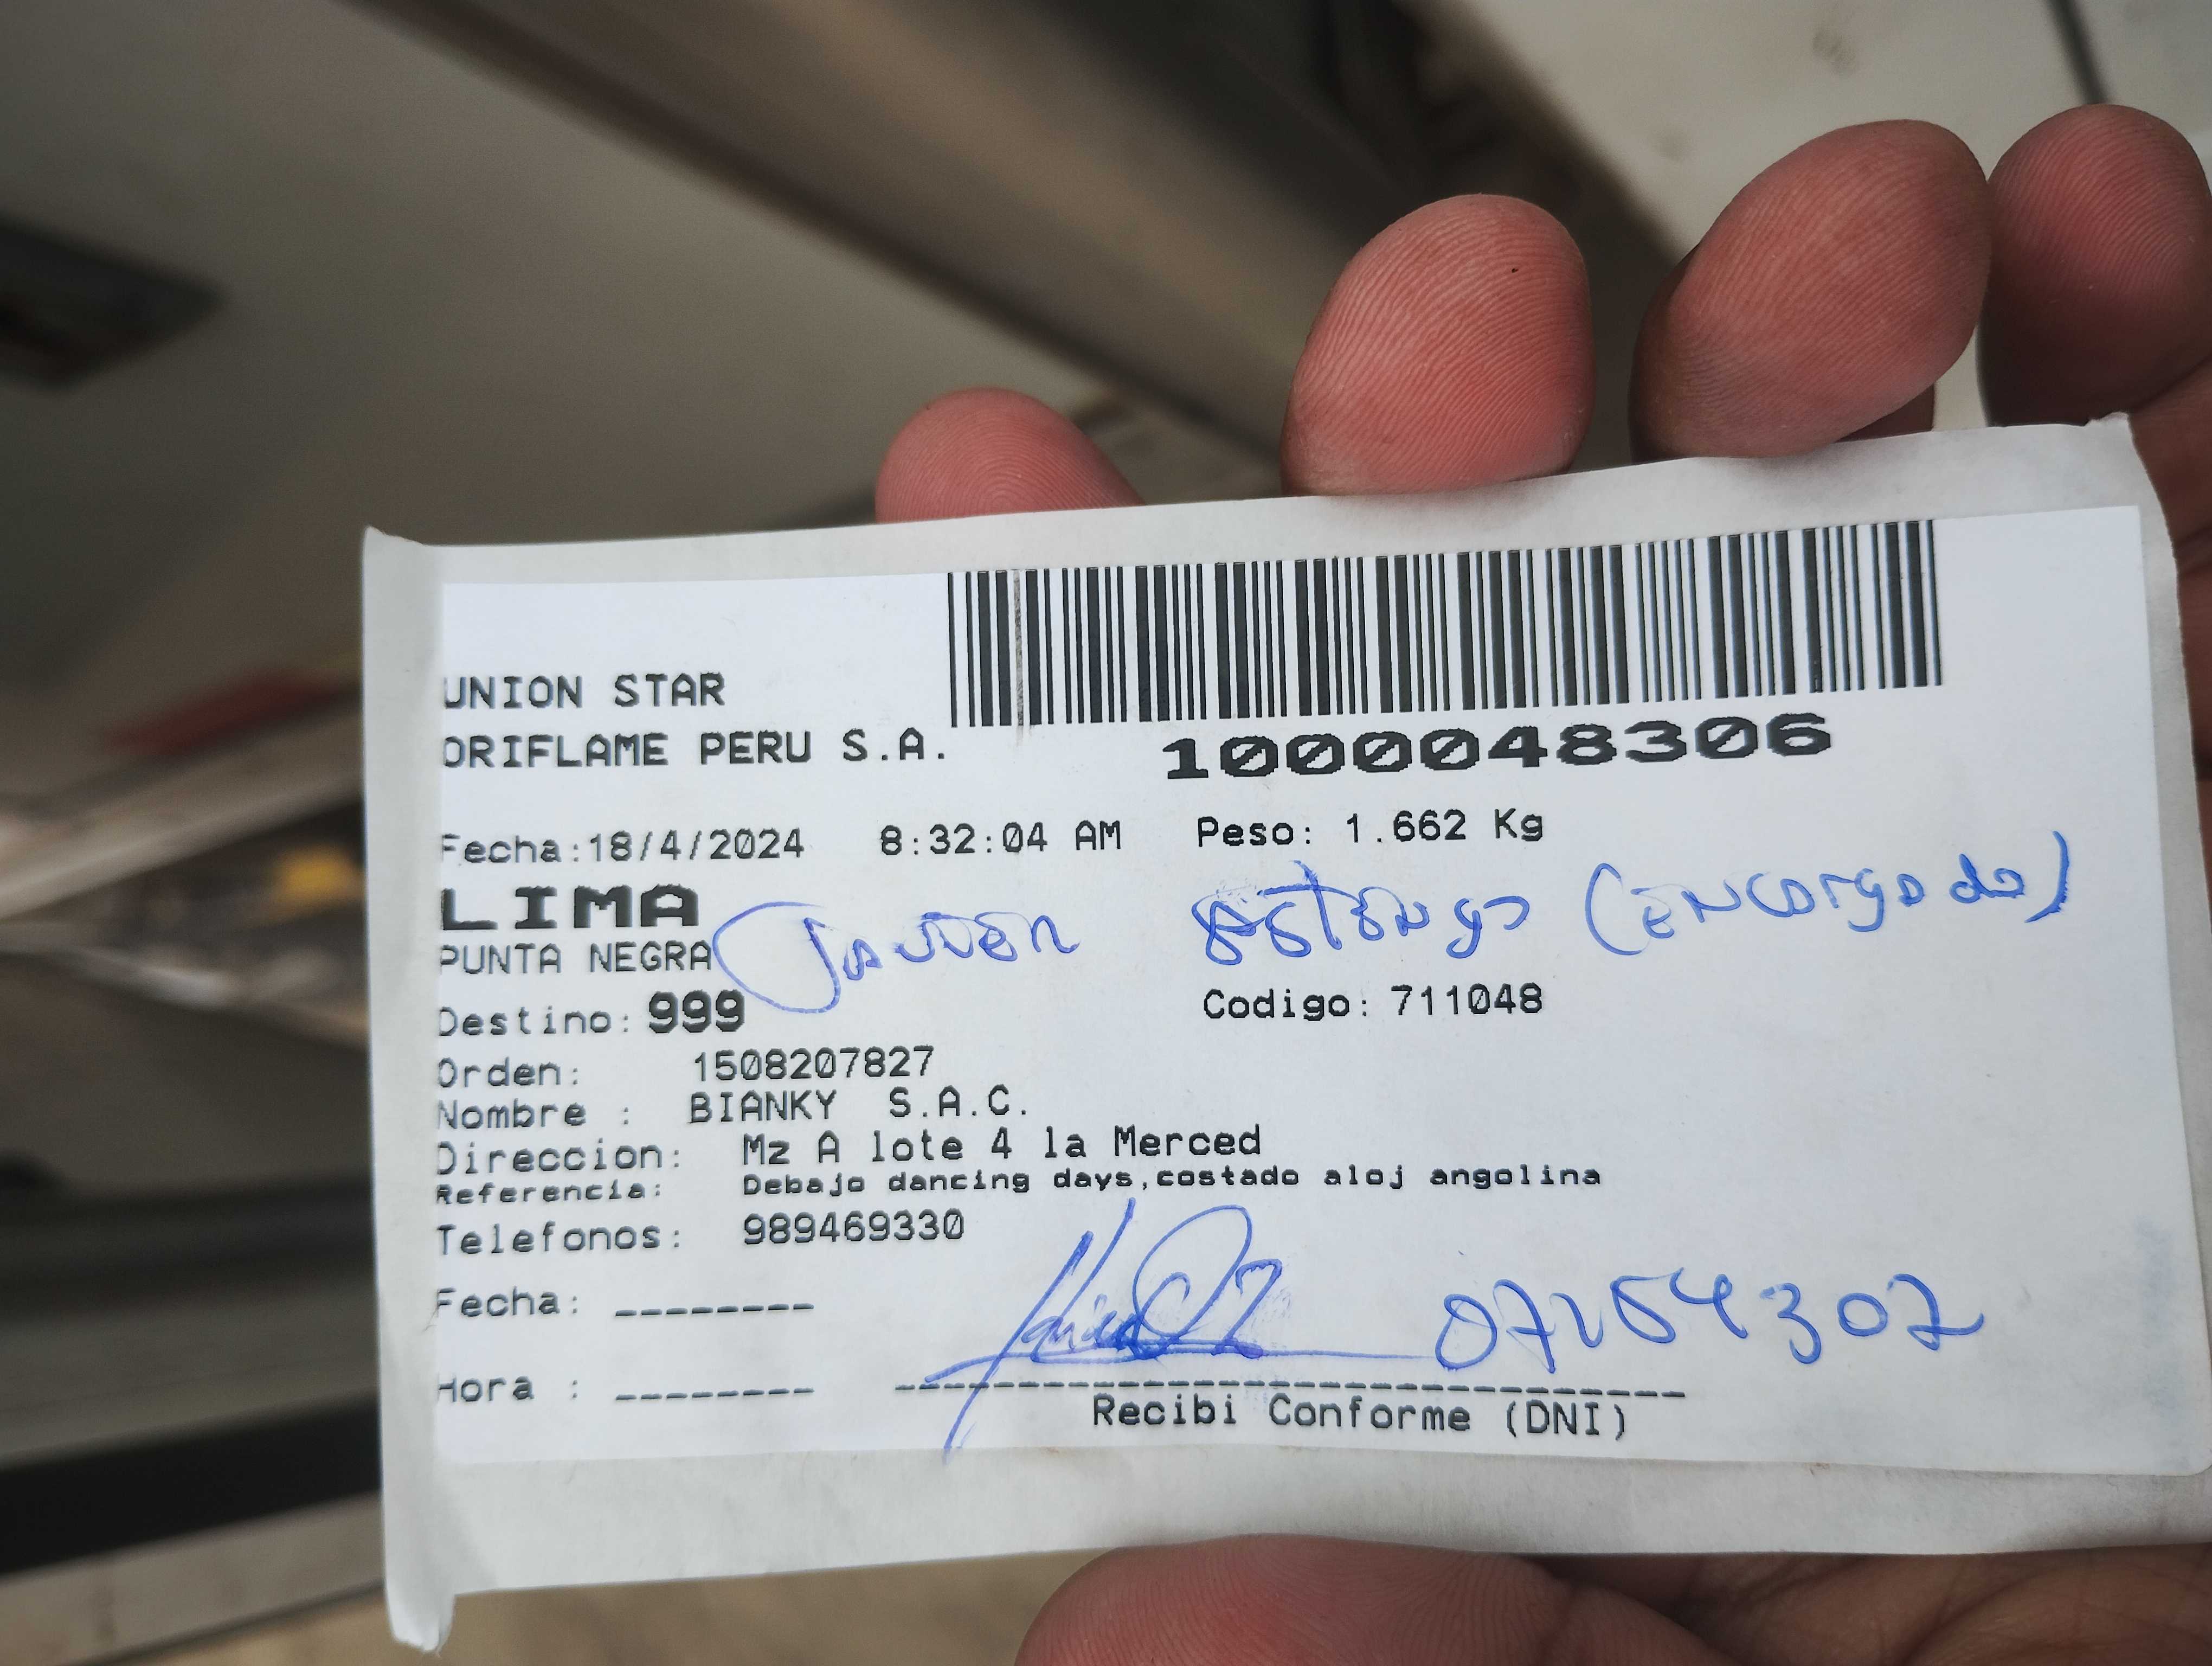 UNION STAR
ORIFLAME PERU S.A.
1000048306
Fecha:18/4/2024 8:32:04 AM Peso: 1.662 Kg
LIMA
PUNTA NEGRA
(encargado)
Destino: 999 Codigo: 711048
Orden: 1508207827
Nombre : BIANKY S.A.C.
Direccion: Mz A lote 4 la Merced
Referencia: Debajo dancing days,costado aloj angolina
Telefonos: 989469330
Fecha: --------
Hora : --------
Recibi Conforme (DNI)